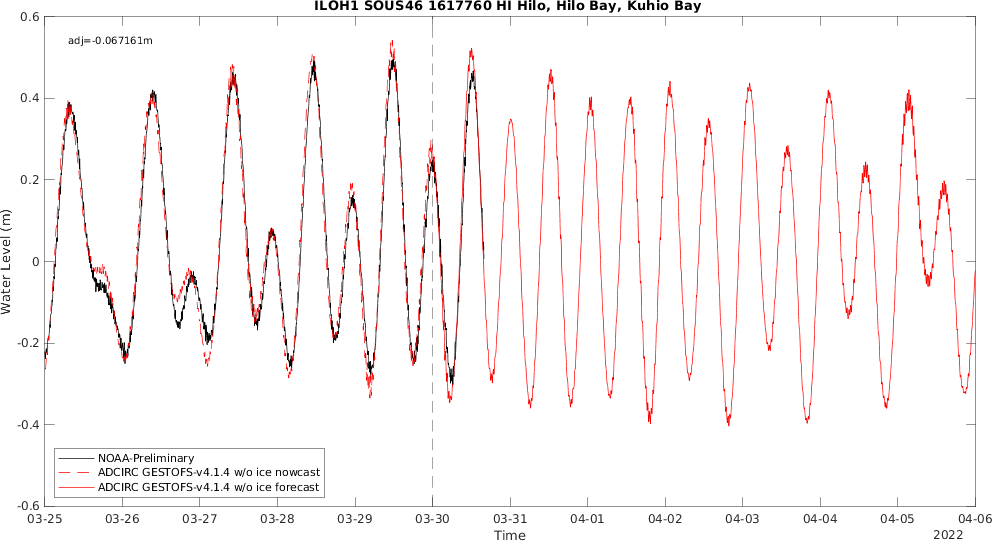 ILOH1 SOUS46 1617760 HI Hilo, Hilo Bay, Kuhio Bay
adj=-0.067161m
0.6
0.4
0.2
0
-0.2
-0.4
-0.6
Water Level (m)
NOAA-Preliminary
ADCIRC GESTOFS-v4.1.4 w/o ice nowcast
ADCIRC GESTOFS-v4.1.4 w/o ice forecast
03-25 03-26 03-27 03-28 03-29 03-30 03-31 04-01 04-02 04-03 04-04 04-05 04-06
Time
2022